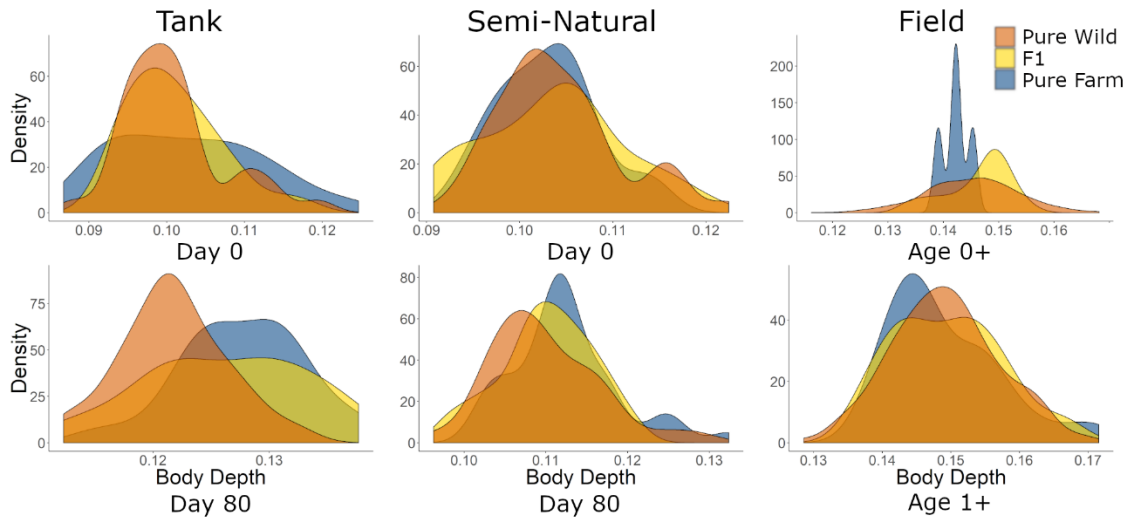 Tank Semi-Natural Field
Pure Wild
F1
Pure Farm
Density
60
40
20
0
0.09 0.10 0.11 0.12
Day 0
60
40
20
0
0.09 0.10 0.11 0.12
Day 0
200
150
100
50
0
0.12 0.13 0.14 0.15
Age 0+
Density
75
50
25
0
0.12 0.13
Body Depth
Day 80
80
60
40
20
0
0.10 0.11 0.12 0.13
Body Depth
Day 80
40
20
0
0.13 0.14 0.15 0.16 0.17
Body Depth
Age 1+